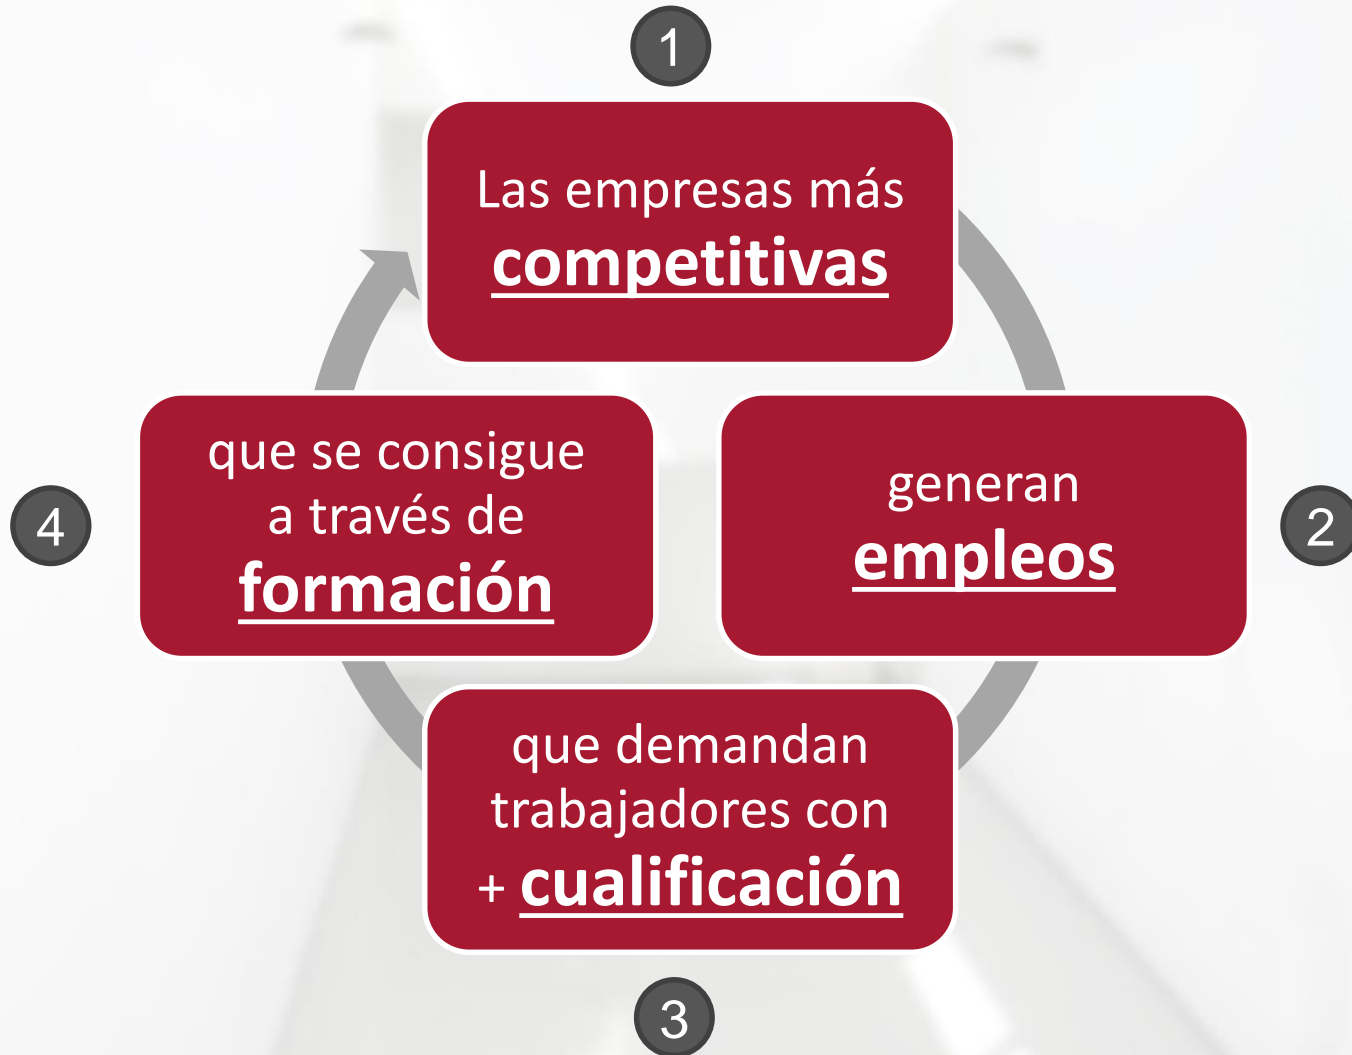 1
Las empresas más
competitivas
2
generan
empleos
3
que demandan
trabajadores con
+ cualificación
4
que se consigue
a través de
formación